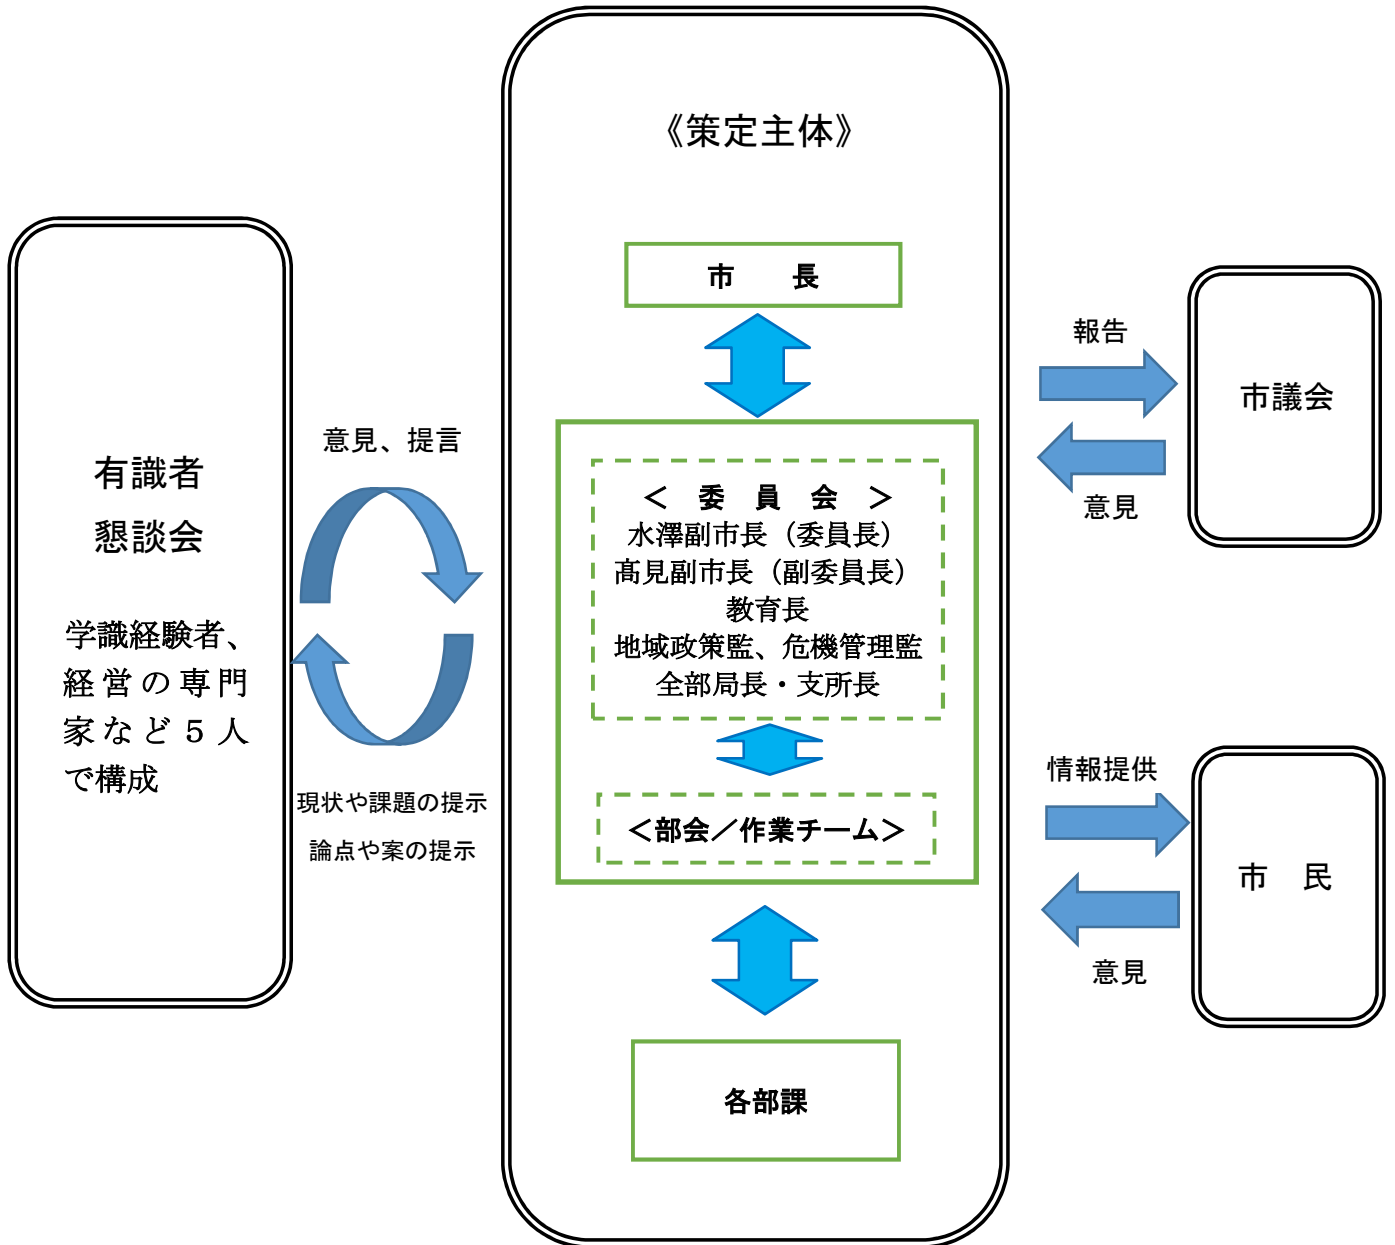 《策定主体》
市　長
＜　委　員　会　＞
水澤副市長（委員長）
髙見副市長（副委員長）
教育長
地域政策監、危機管理監
全部局長・支所長
＜部会／作業チーム＞
各部課
有識者
懇談会
学識経験者、
経営の専門
家など５人
で構成
意見、提言
現状や課題の提示
論点や案の提示
報告
意見
市議会
情報提供
意見
市　民